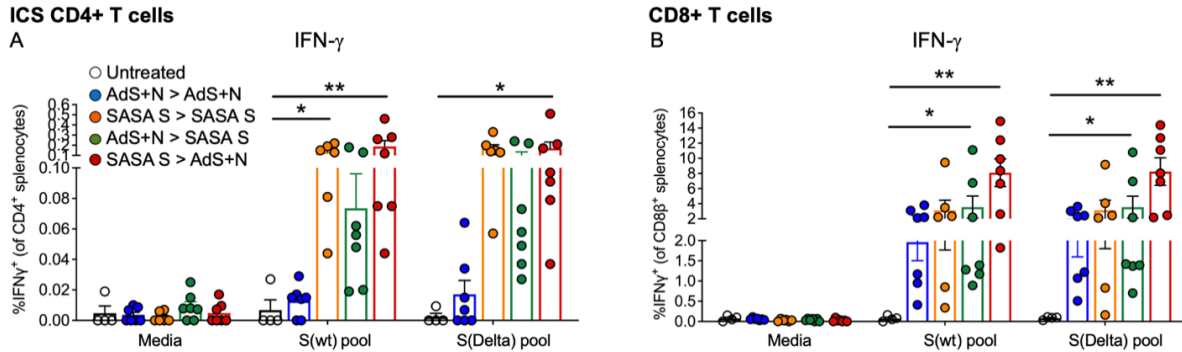 ICS CD4+ T cells
A
IFN-γ
Untreated
AdS+N > AdS+N
SASA S > SASA S
AdS+N > SASA S
SASA S > AdS+N
%IFNγ+ (of CD4+ splenocytes)
0.6
0.5
0.4
0.3
0.2
0.1
0.10
0.08
0.06
0.04
0.02
0.00
*
**
*
Media
S(wt) pool
S(Delta) pool
CD8+ T cells
B
IFN-γ
%IFNγ+ (of CD8β+ splenocytes)
16
14
12
10
8
6
4
2
2.0
1.5
1.0
0.5
0.0
**
*
**
*
Media
S(wt) pool
S(Delta) pool